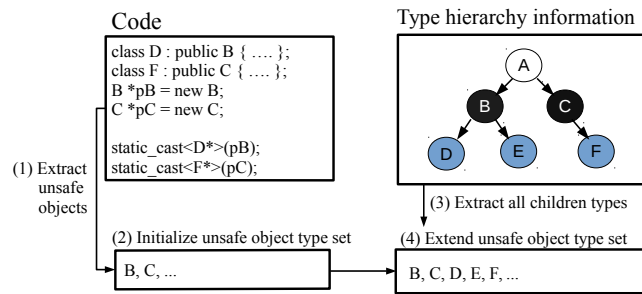 Code
class D : public B { .... };
class F : public C { .... };
B *pB = new B;
C *pC = new C;
static_cast<D*>(pB);
static_cast<F*>(pC);
Type hierarchy information
A
B
C
D
E
F
(1) Extract
unsafe
objects
(2) Initialize unsafe object type set
B, C, ...
(3) Extract all children types
(4) Extend unsafe object type set
B, C, D, E, F, ...